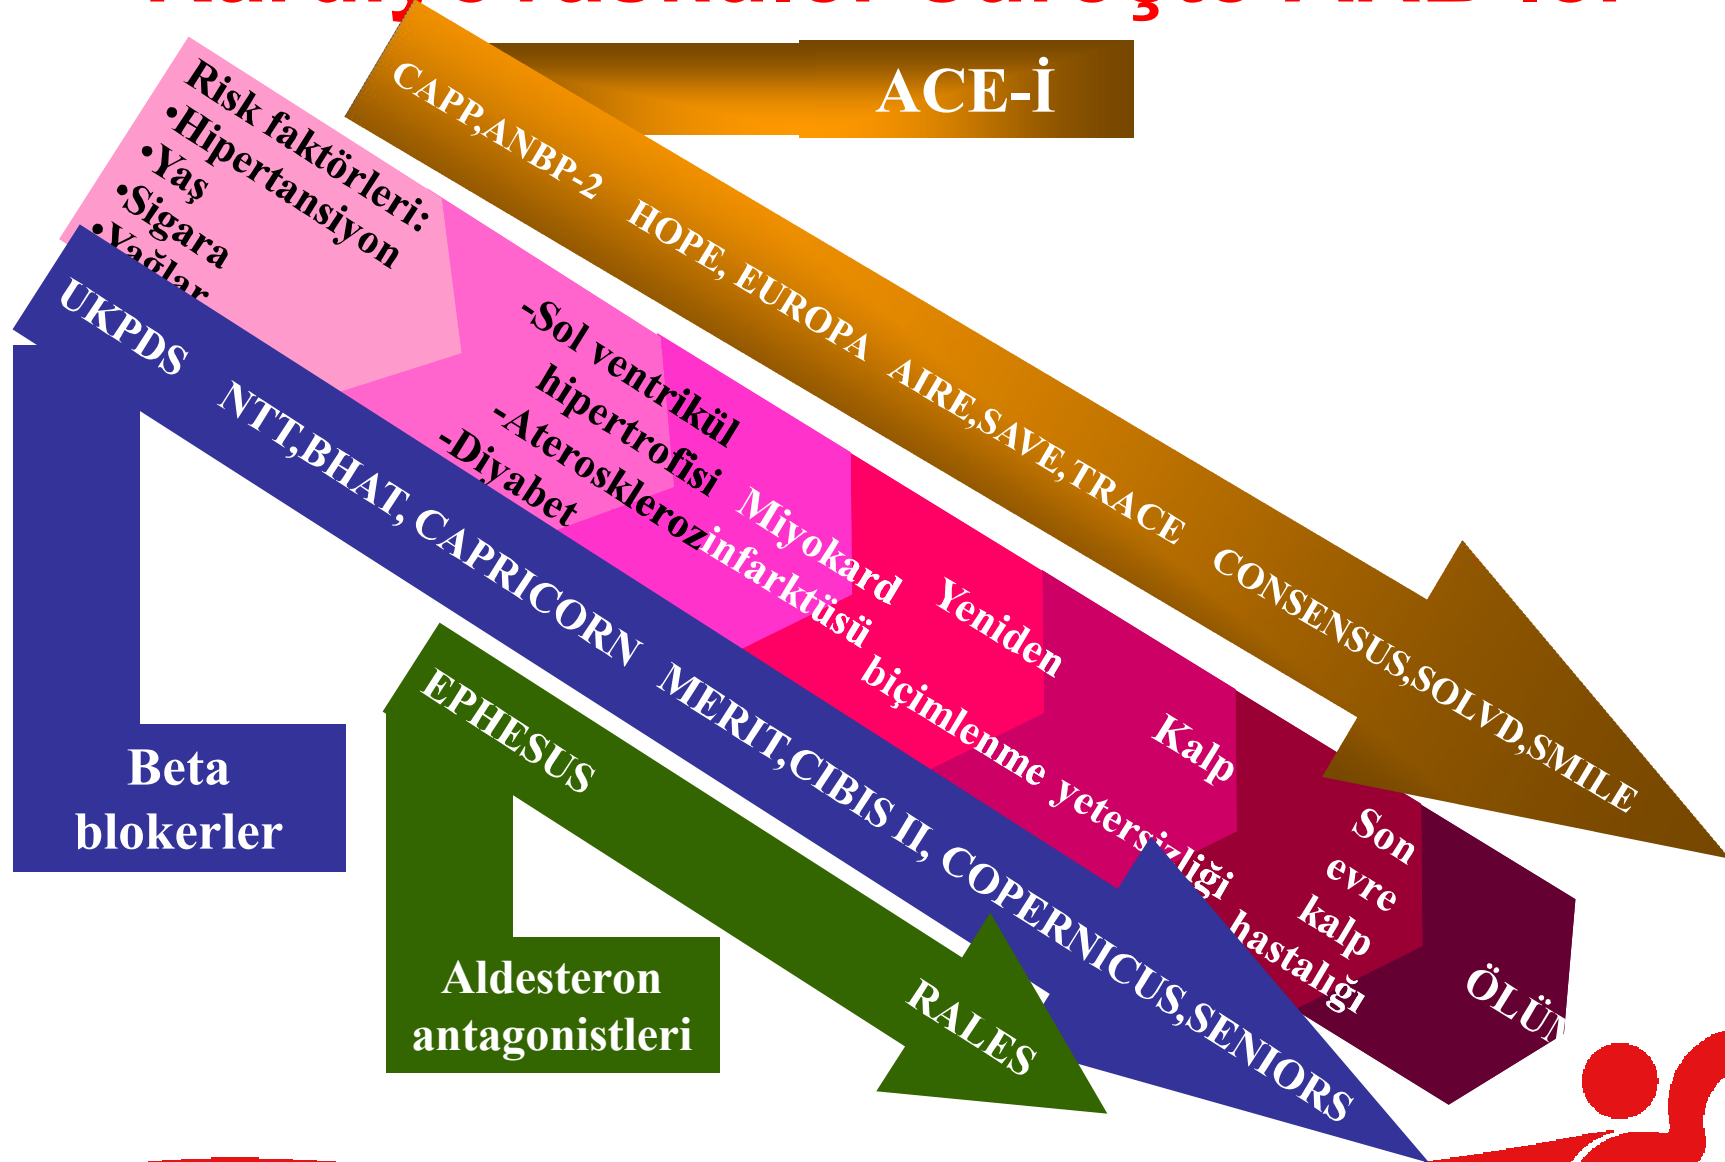 ACE-İ
CAPP,ANBP-2 HOPE, EUROPA AIRE,SAVE,TRACE CONSENSUS,SOLVD,SMILE
Risk faktörleri:
•Hipertansiyon
•Yaş
•Sigara
•Yağlar
-Sol ventrikül
hipertrofisi
-Ateroskleroz
-Diyabet
Miyokard
infarktüsü
Yeniden
biçimlenme
Kalp
yetersizliği
Son
evre
kalp
hastalığı
UKPDS NTT,BHAT, CAPRICORN MERIT,CIBIS II, COPERNICUS,SENIORS
Beta
blokerler
EPHESUS RALES
Aldesteron
antagonistleri